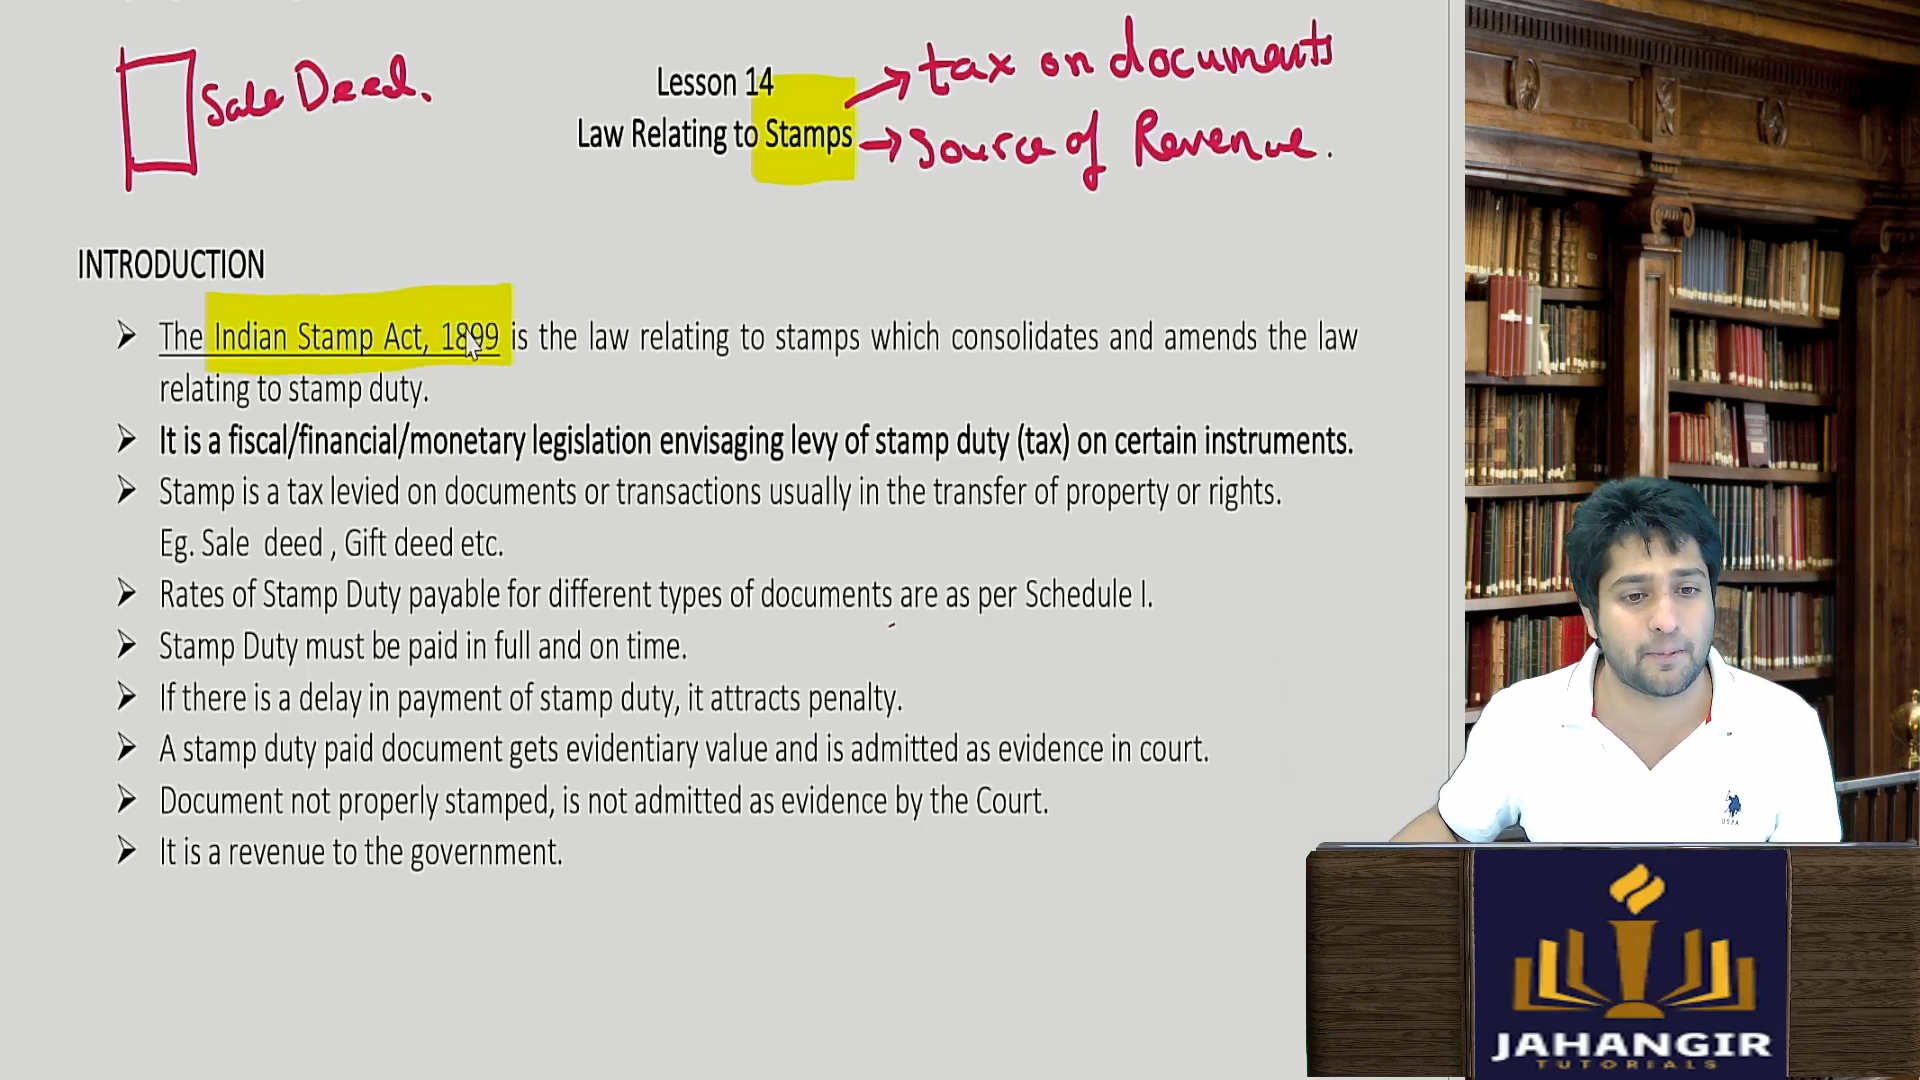 Sale Deed.
Lesson 14
→ tax on documents
Law Relating to Stamps
→ Source of Revenue.
INTRODUCTION
➢ The Indian Stamp Act, 1899 is the law relating to stamps which consolidates and amends the law
relating to stamp duty.
➢ It is a fiscal/financial/monetary legislation envisaging levy of stamp duty (tax) on certain instruments.
➢ Stamp is a tax levied on documents or transactions usually in the transfer of property or rights.
Eg. Sale deed , Gift deed etc.
➢ Rates of Stamp Duty payable for different types of documents are as per Schedule I.
➢ Stamp Duty must be paid in full and on time.
➢ If there is a delay in payment of stamp duty, it attracts penalty.
➢ A stamp duty paid document gets evidentiary value and is admitted as evidence in court.
➢ Document not properly stamped, is not admitted as evidence by the Court.
➢ It is a revenue to the government.
USPA
JAHANGIR
TUTORIALS